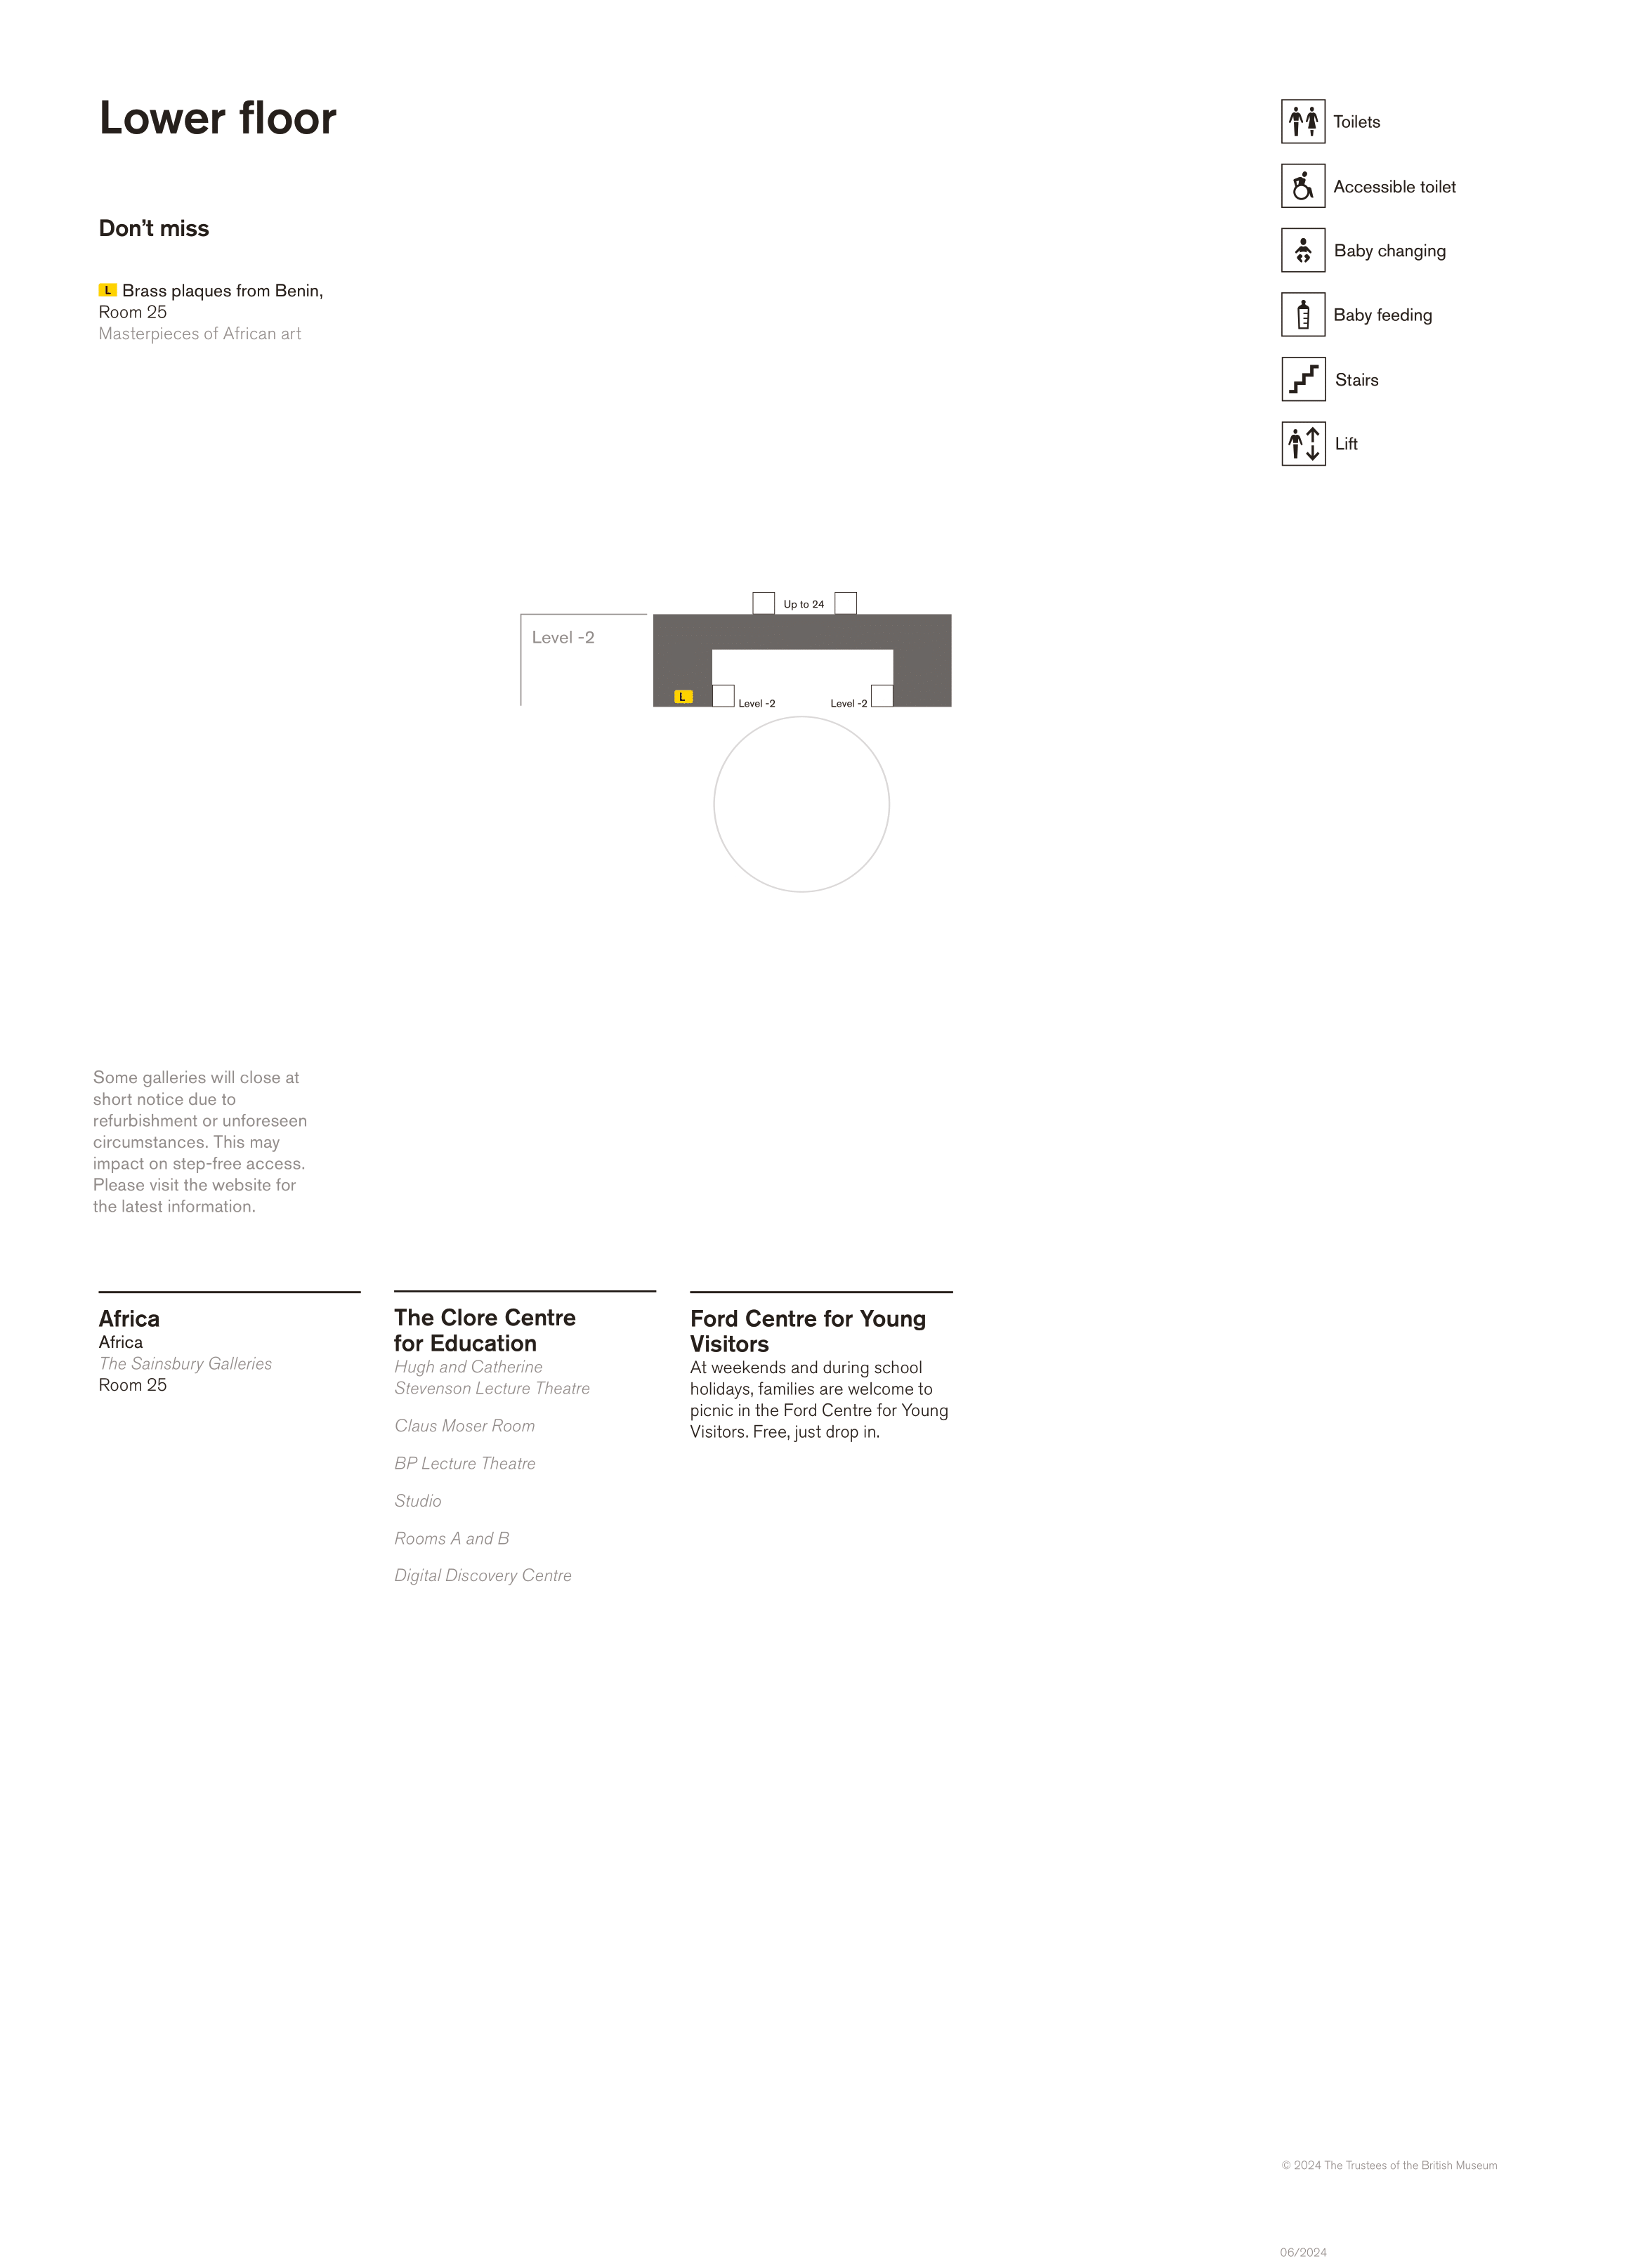 Lower floor
Don’t miss
L Brass plaques from Benin,
Room 25
Masterpieces of African art
Toilets
Accessible toilet
Baby changing
Baby feeding
Stairs
Lift
Up to 24
Level -2
L
Level -2
Level -2
Some galleries will close at
short notice due to
refurbishment or unforeseen
circumstances. This may
impact on step-free access.
Please visit the website for
the latest information.
Africa
Africa
The Sainsbury Galleries
Room 25
The Clore Centre
for Education
Hugh and Catherine
Stevenson Lecture Theatre
Claus Moser Room
BP Lecture Theatre
Studio
Rooms A and B
Digital Discovery Centre
Ford Centre for Young
Visitors
At weekends and during school
holidays, families are welcome to
picnic in the Ford Centre for Young
Visitors. Free, just drop in.
© 2024 The Trustees of the British Museum
06/2024